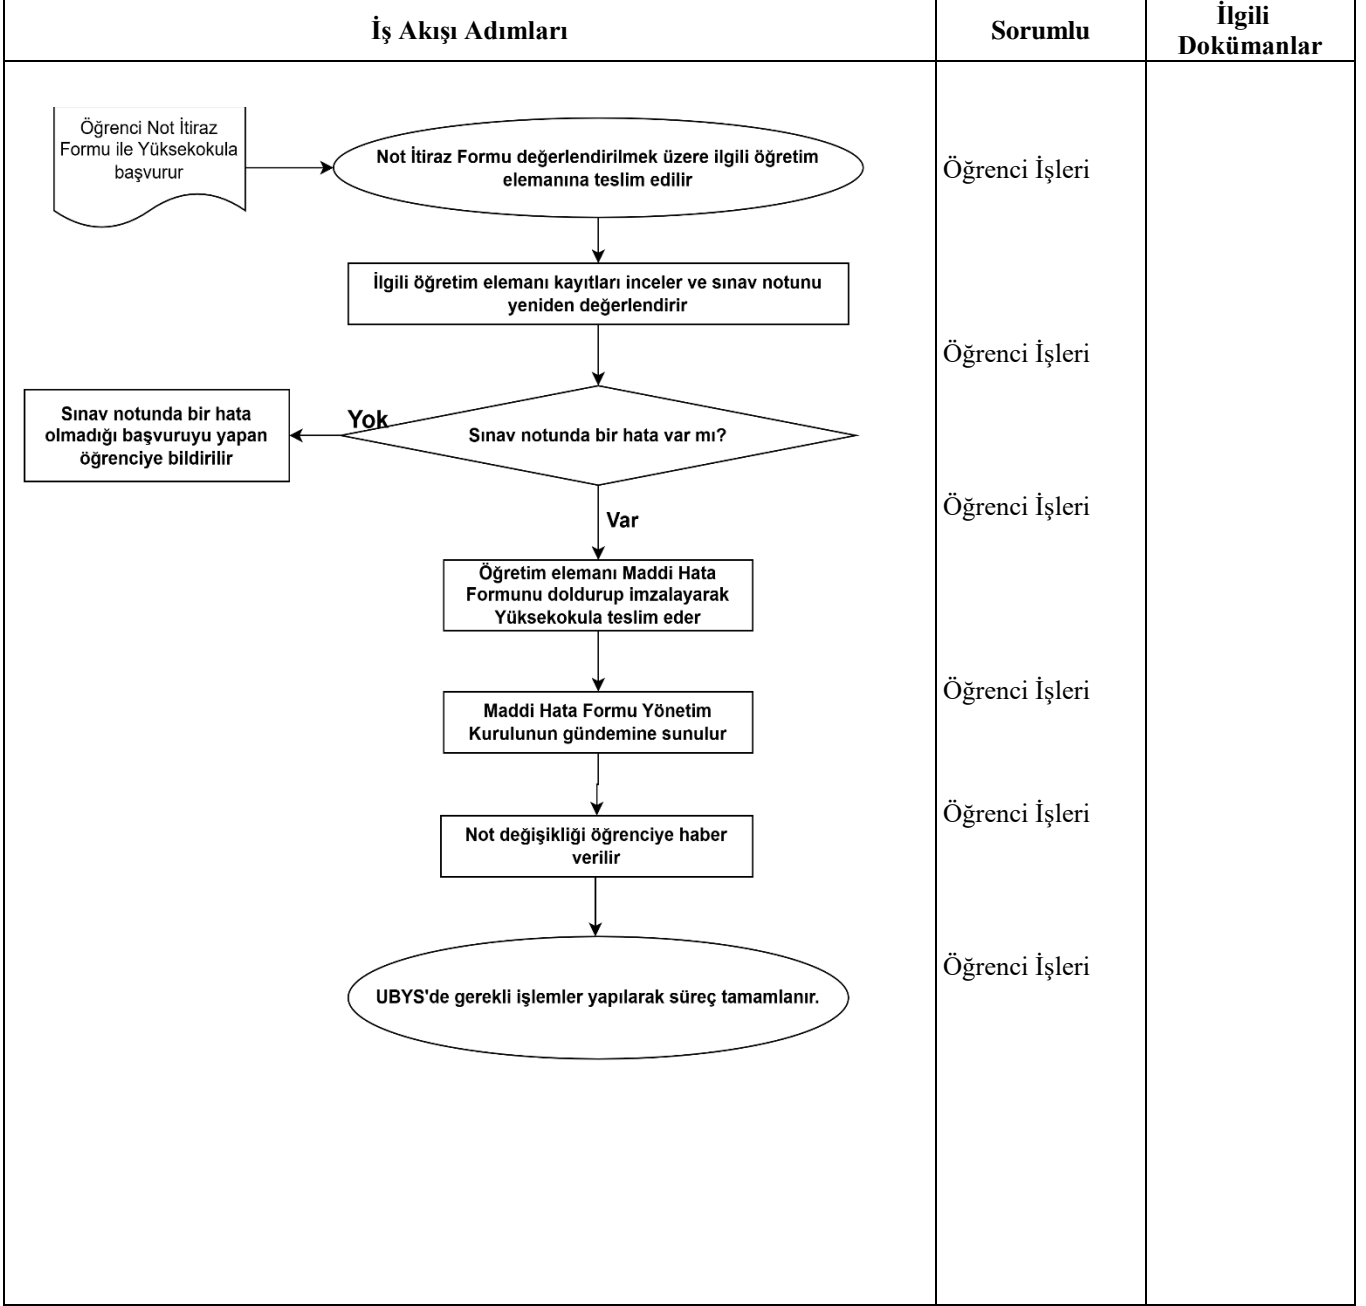 İş Akışı Adımları
Sorumlu
İlgili
Dokümanlar
Öğrenci Not İtiraz
Formu ile Yüksekokula
başvurur
Not İtiraz Formu değerlendirilmek üzere ilgili öğretim
elemanına teslim edilir
Öğrenci İşleri
İlgili öğretim elemanı kayıtları inceler ve sınav notunu
yeniden değerlendirir
Öğrenci İşleri
Sınav notunda bir hata
olmadığı başvuruyu yapan
öğrenciye bildirilir
Yok
Sınav notunda bir hata var mı?
Öğrenci İşleri
Var
Öğretim elemanı Maddi Hata
Formunu doldurup imzalayarak
Yüksekokula teslim eder
Öğrenci İşleri
Maddi Hata Formu Yönetim
Kurulunun gündemine sunulur
Öğrenci İşleri
Not değişikliği öğrenciye haber
verilir
Öğrenci İşleri
UBYS'de gerekli işlemler yapılarak süreç tamamlanır.